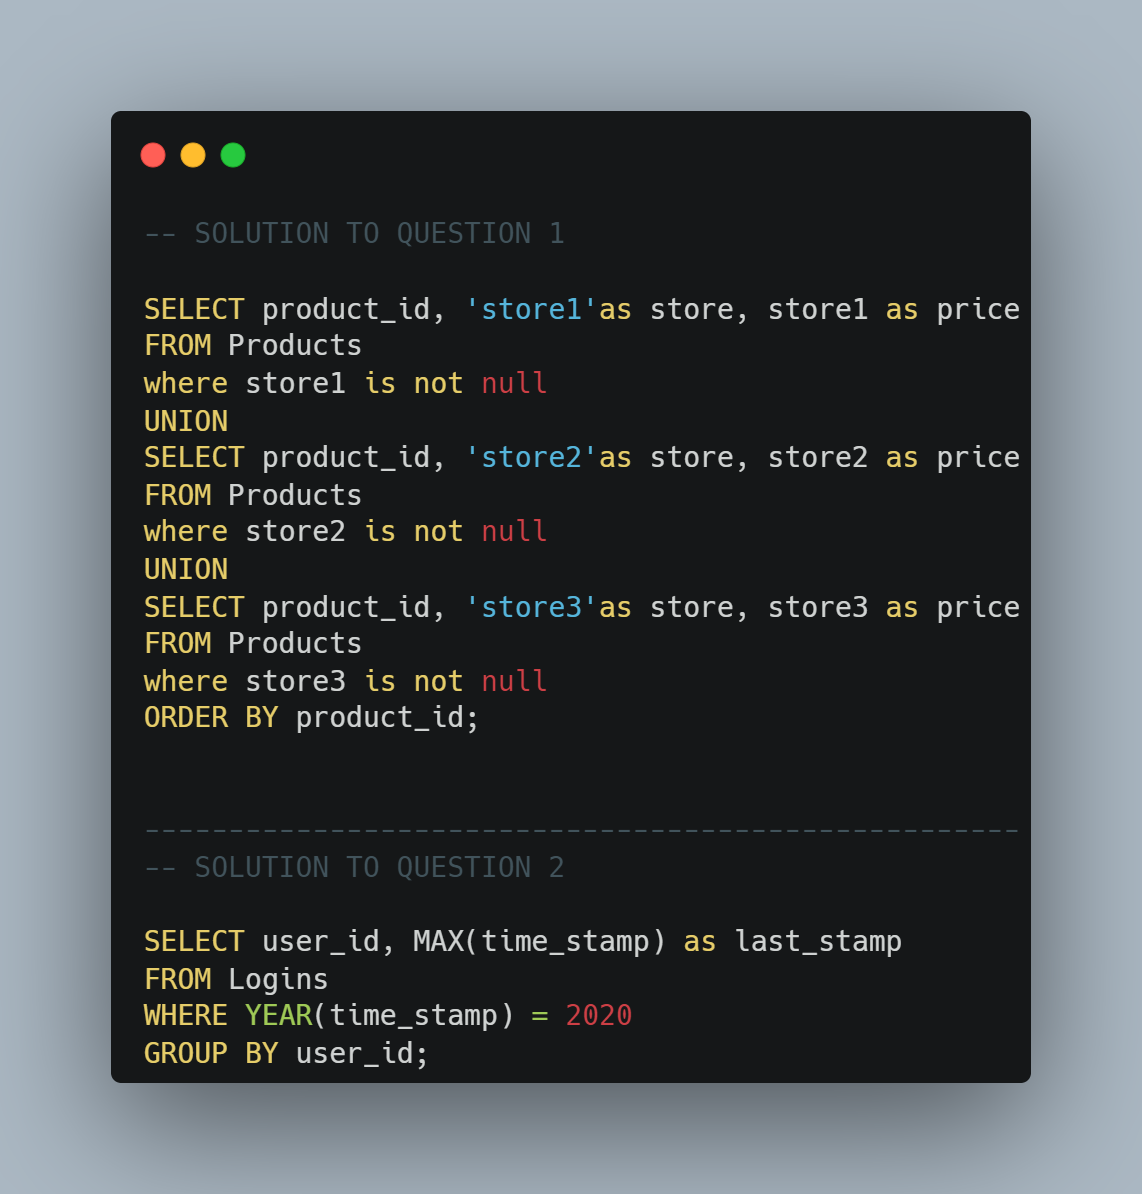 -- SOLUTION TO QUESTION 1
SELECT product_id, 'store1'as store, store1 as price
FROM Products
where store1 is not null
UNION
SELECT product_id, 'store2'as store, store2 as price
FROM Products
where store2 is not null
UNION
SELECT product_id, 'store3'as store, store3 as price
FROM Products
where store3 is not null
ORDER BY product_id;
----------------------------------------------------
-- SOLUTION TO QUESTION 2
SELECT user_id, MAX(time_stamp) as last_stamp
FROM Logins
WHERE YEAR(time_stamp) = 2020
GROUP BY user_id;